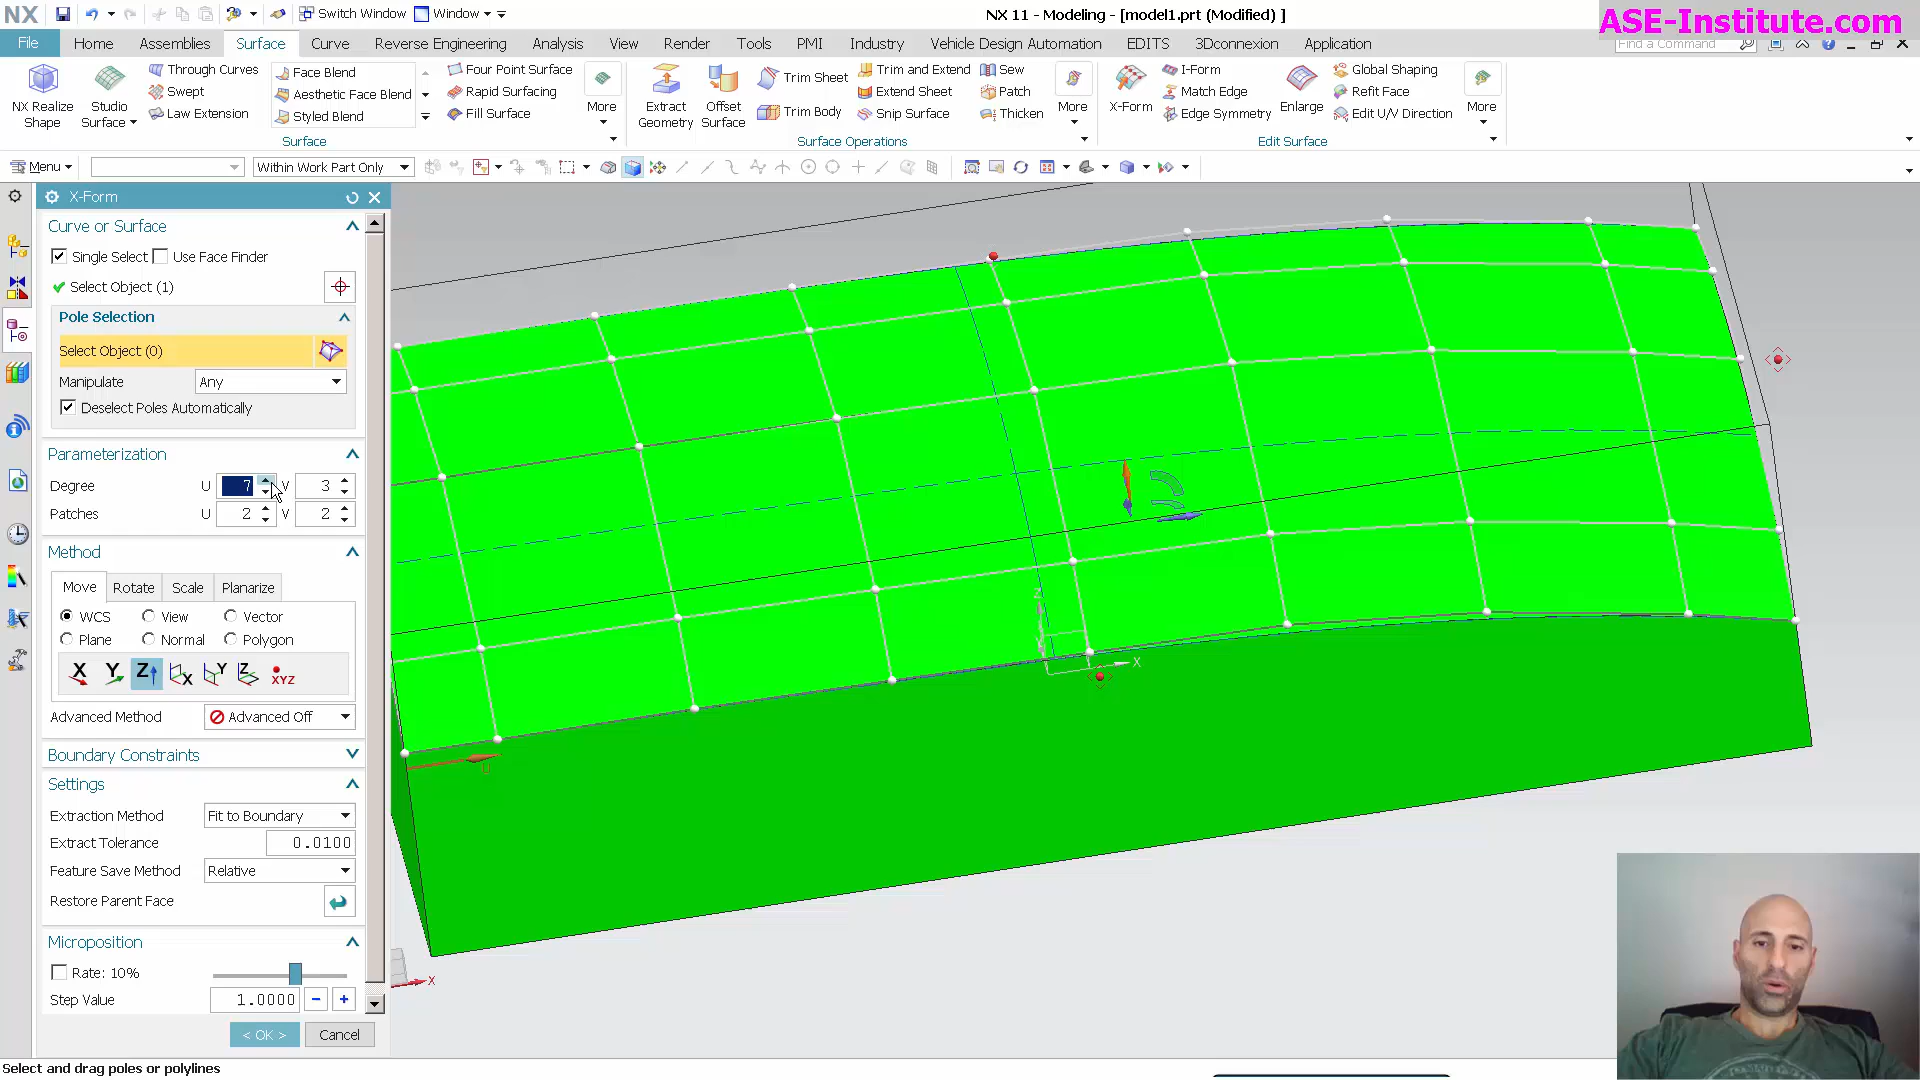 NX Switch Window Window NX 11 - Modeling - [model1.prt (Modified) ] ASE-Institute.com
File Home Assemblies Surface Curve Reverse Engineering Analysis View Render Tools PMI Industry Vehicle Design Automation EDITS 3Dconnexion Application Find a Command
Through Curves Face Blend Four Point Surface Trim Sheet Trim and Extend Sew I-Form Global Shaping
Swept Aesthetic Face Blend Rapid Surfacing Extend Sheet Patch Match Edge Refit Face
NX Realize Shape Studio Surface Law Extension Styled Blend Fill Surface More Extract Geometry Offset Surface Trim Body Snip Surface Thicken More X-Form Edge Symmetry Enlarge Edit U/V Direction More
Surface Surface Operations Edit Surface
Menu Within Work Part Only
X-Form
Curve or Surface
Single Select Use Face Finder
Select Object (1)
Pole Selection
Select Object (0)
Manipulate Any
Deselect Poles Automatically
Parameterization
Degree U 7 V 3
Patches U 2 V 2
Method
Move Rotate Scale Planarize
WCS View Vector
Plane Normal Polygon
X Y Z X Y Z XYZ
Advanced Method Advanced Off
Boundary Constraints
Settings
Extraction Method Fit to Boundary
Extract Tolerance 0.0100
Feature Save Method Relative
Restore Parent Face
Microposition
Rate: 10%
Step Value 1.0000 - +
< OK > Cancel
Z
X
U
X
Select and drag poles or polylines